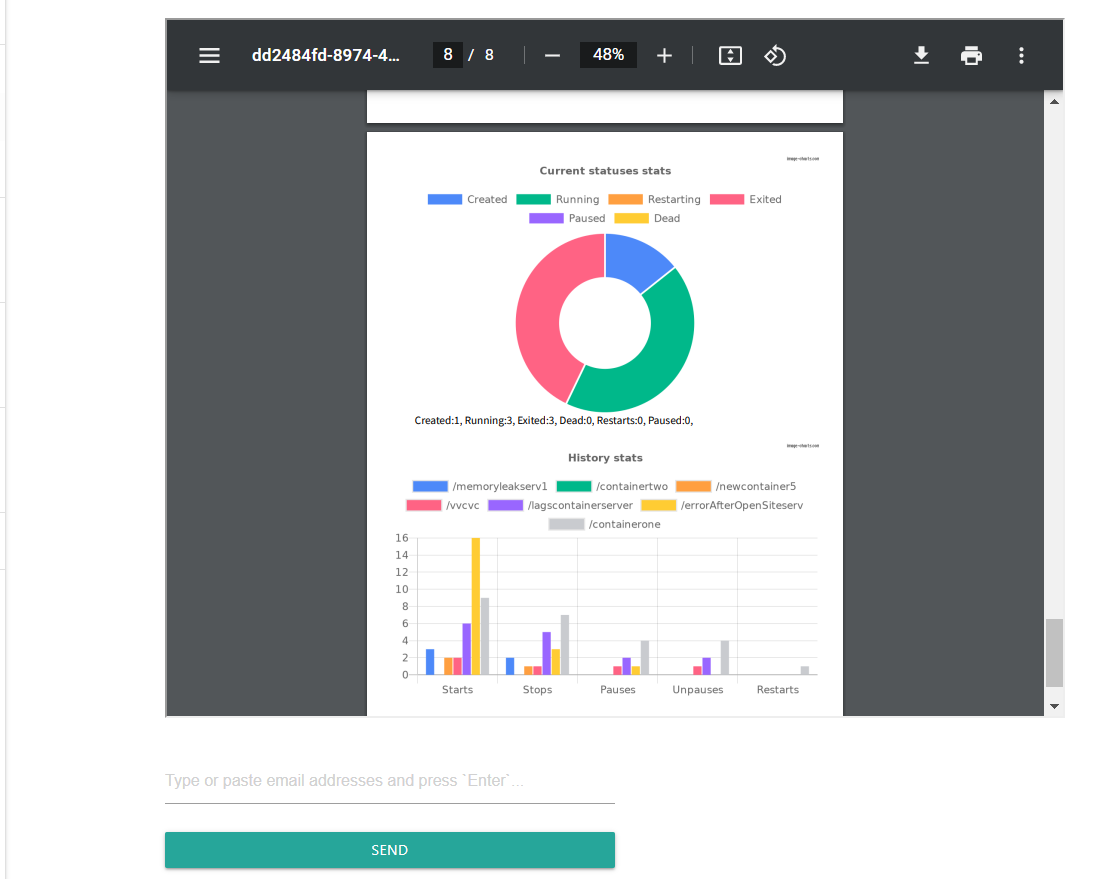 dd2484fd-8974-4... 8 / 8 48%
image-charts.com
Current statuses stats
Created Running Restarting Exited
Paused Dead
Created:1, Running:3, Exited:3, Dead:0, Restarts:0, Paused:0,
image-charts.com
History stats
/memoryleakserv1 /containertwo /newcontainer5
/vvcvc /lagscontainerserver /errorAfterOpenSiteserv
/containerone
16
14
12
10
8
6
4
2
0
Starts Stops Pauses Unpauses Restarts
Type or paste email addresses and press `Enter`...
SEND